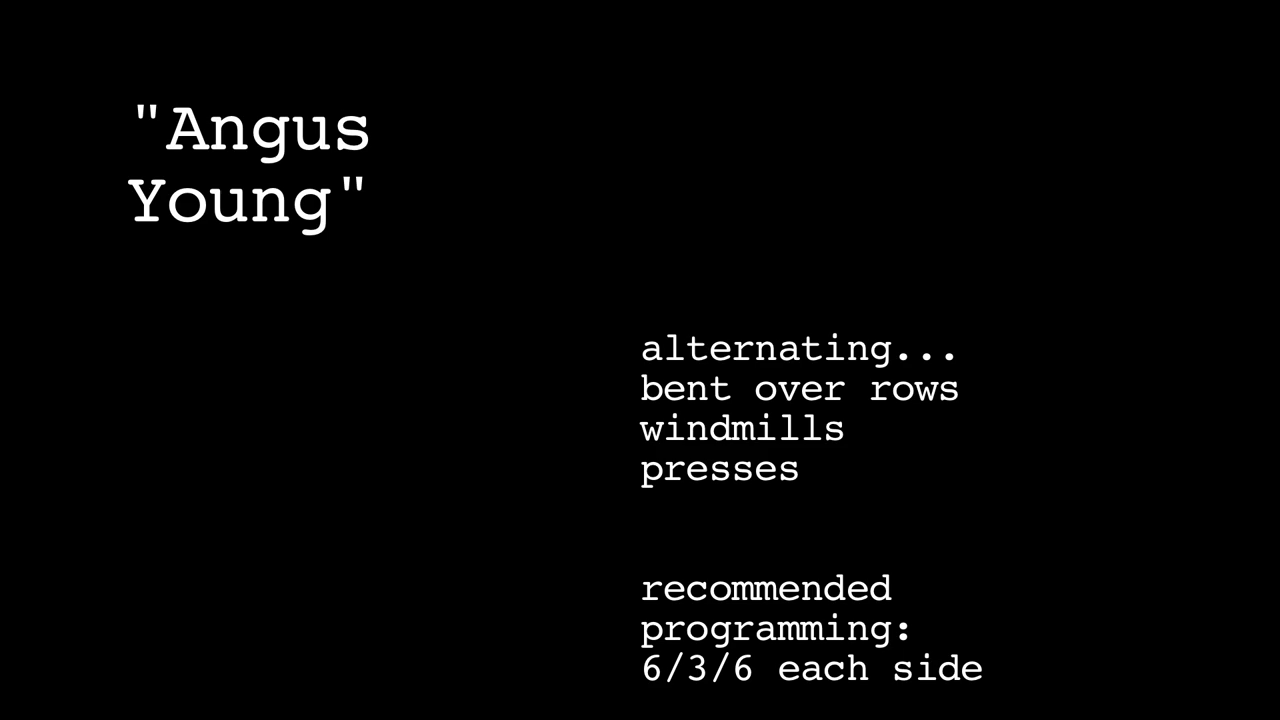 "Angus
Young"
alternating...
bent over rows
windmills
presses
recommended
programming:
6/3/6 each side